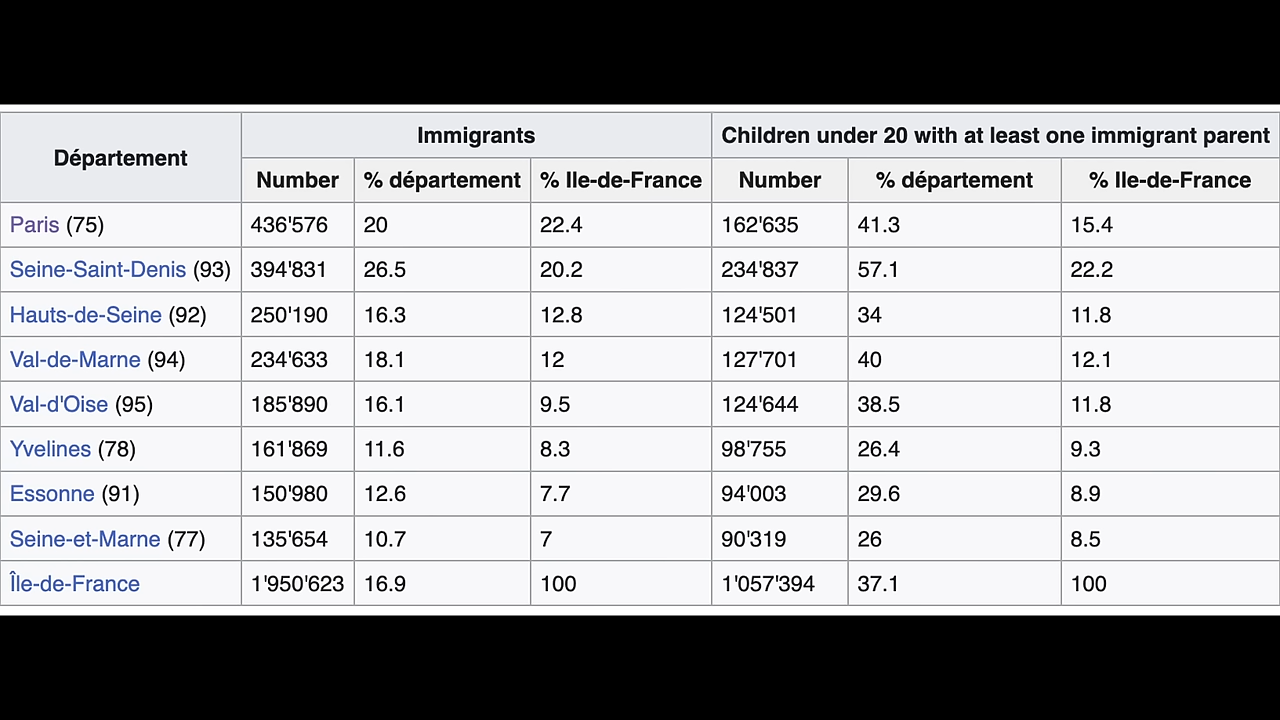 Département Immigrants Children under 20 with at least one immigrant parent
Number % département % Ile-de-France Number % département % Ile-de-France
Paris (75) 436'576 20 22.4 162'635 41.3 15.4
Seine-Saint-Denis (93) 394'831 26.5 20.2 234'837 57.1 22.2
Hauts-de-Seine (92) 250'190 16.3 12.8 124'501 34 11.8
Val-de-Marne (94) 234'633 18.1 12 127'701 40 12.1
Val-d'Oise (95) 185'890 16.1 9.5 124'644 38.5 11.8
Yvelines (78) 161'869 11.6 8.3 98'755 26.4 9.3
Essonne (91) 150'980 12.6 7.7 94'003 29.6 8.9
Seine-et-Marne (77) 135'654 10.7 7 90'319 26 8.5
Île-de-France 1'950'623 16.9 100 1'057'394 37.1 100